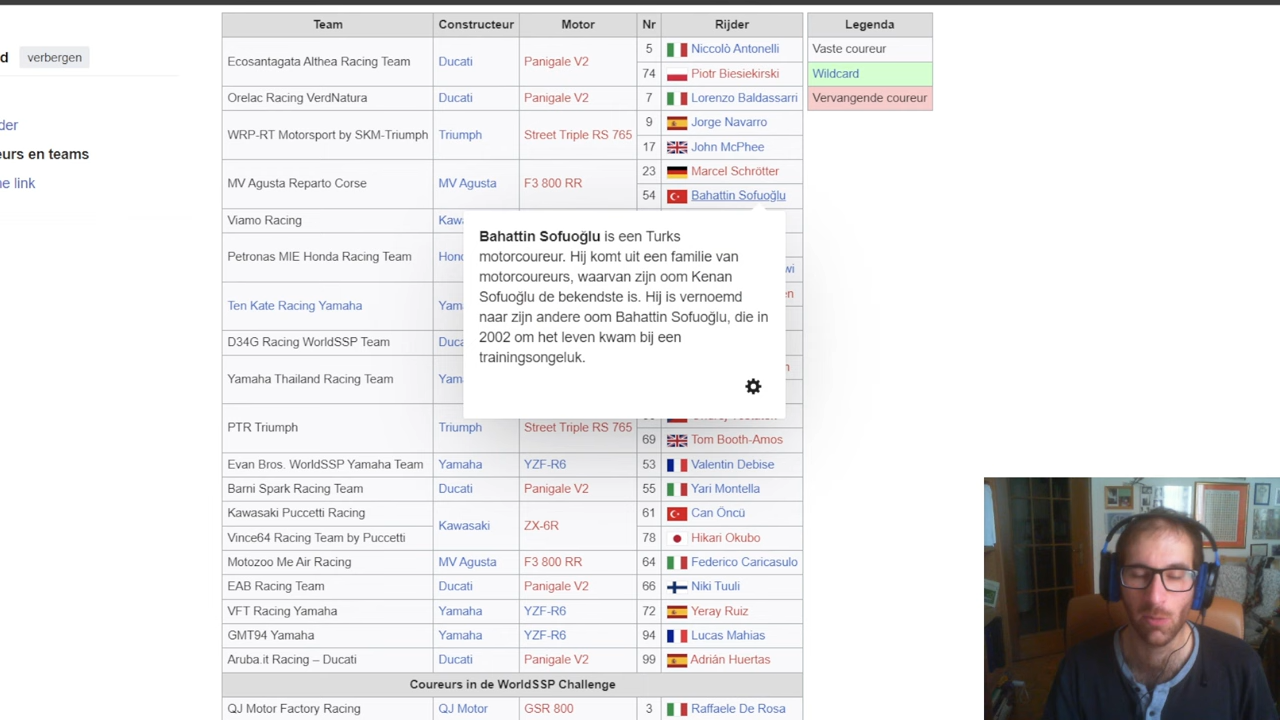 Team Constructeur Motor Nr Rijder Legenda
5 Niccolò Antonelli Vaste coureur
d verbergen
Ecosantagata Althea Racing Team Ducati Panigale V2
74 Piotr Biesiekirski Wildcard
Orelac Racing VerdNatura Ducati Panigale V2 7 Lorenzo Baldassarri Vervangende coureur
der
9 Jorge Navarro
WRP-RT Motorsport by SKM-Triumph Triumph Street Triple RS 765
17 John McPhee
eurs en teams
23 Marcel Schrötter
ne link
MV Agusta Reparto Corse MV Agusta F3 800 RR
54 Bahattin Sofuoğlu
Viamo Racing Kawa
Bahattin Sofuoğlu is een Turks
motorcoureur. Hij komt uit een familie van
motorcoureurs, waarvan zijn oom Kenan
Sofuoğlu de bekendste is. Hij is vernoemd
naar zijn andere oom Bahattin Sofuoğlu, die in
2002 om het leven kwam bij een
trainingsongeluk.
Petronas MIE Honda Racing Team Hond
wi
en
Ten Kate Racing Yamaha Yam
D34G Racing WorldSSP Team Duca
Yamaha Thailand Racing Team Yam
PTR Triumph Triumph Street Triple RS 765
69 Tom Booth-Amos
Evan Bros. WorldSSP Yamaha Team Yamaha YZF-R6 53 Valentin Debise
Barni Spark Racing Team Ducati Panigale V2 55 Yari Montella
Kawasaki Puccetti Racing 61 Can Öncü
Kawasaki ZX-6R
Vince64 Racing Team by Puccetti 78 Hikari Okubo
Motozoo Me Air Racing MV Agusta F3 800 RR 64 Federico Caricasulo
EAB Racing Team Ducati Panigale V2 66 Niki Tuuli
VFT Racing Yamaha Yamaha YZF-R6 72 Yeray Ruiz
GMT94 Yamaha Yamaha YZF-R6 94 Lucas Mahias
Aruba.it Racing – Ducati Ducati Panigale V2 99 Adrián Huertas
Coureurs in de WorldSSP Challenge
QJ Motor Factory Racing QJ Motor GSR 800 3 Raffaele De Rosa